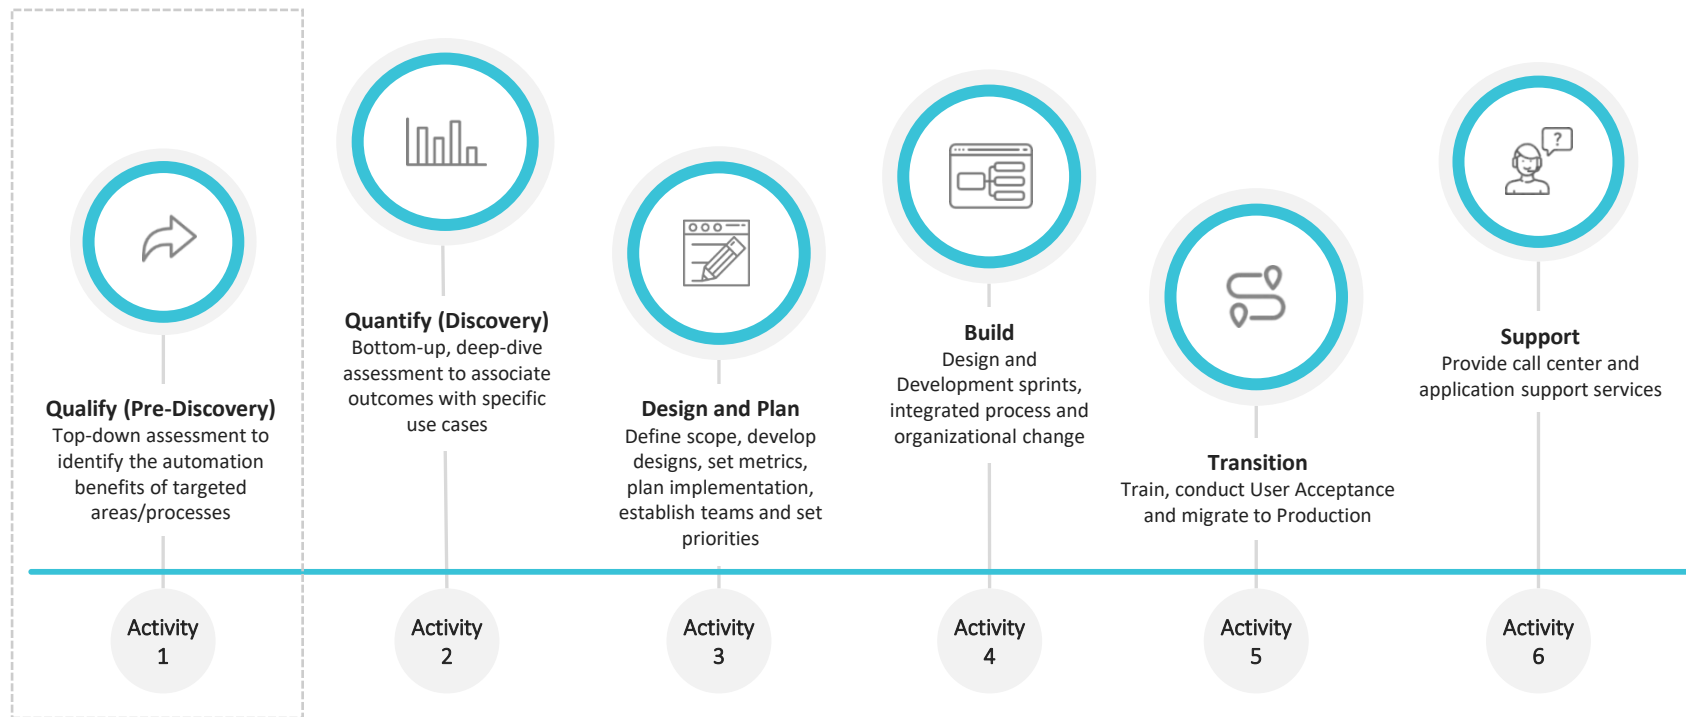 Qualify (Pre-Discovery)
Top-down assessment to
identify the automation
benefits of targeted
areas/processes
Quantify (Discovery)
Bottom-up, deep-dive
assessment to associate
outcomes with specific
use cases
Design and Plan
Define scope, develop
designs, set metrics,
plan implementation,
establish teams and set
priorities
Build
Design and
Development sprints,
integrated process and
organizational change
Transition
Train, conduct User Acceptance
and migrate to Production
?
Support
Provide call center and
application support services
Activity
1
Activity
2
Activity
3
Activity
4
Activity
5
Activity
6